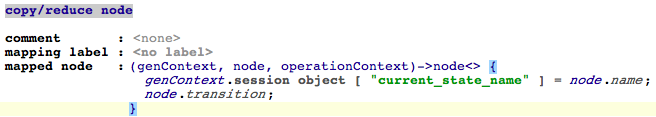 copy/reduce node
comment : <none>
mapping label : <no label>
mapped node : (genContext, node, operationContext)->node<> {
genContext.session object [ "current_state_name" ] = node.name;
node.transition;
}